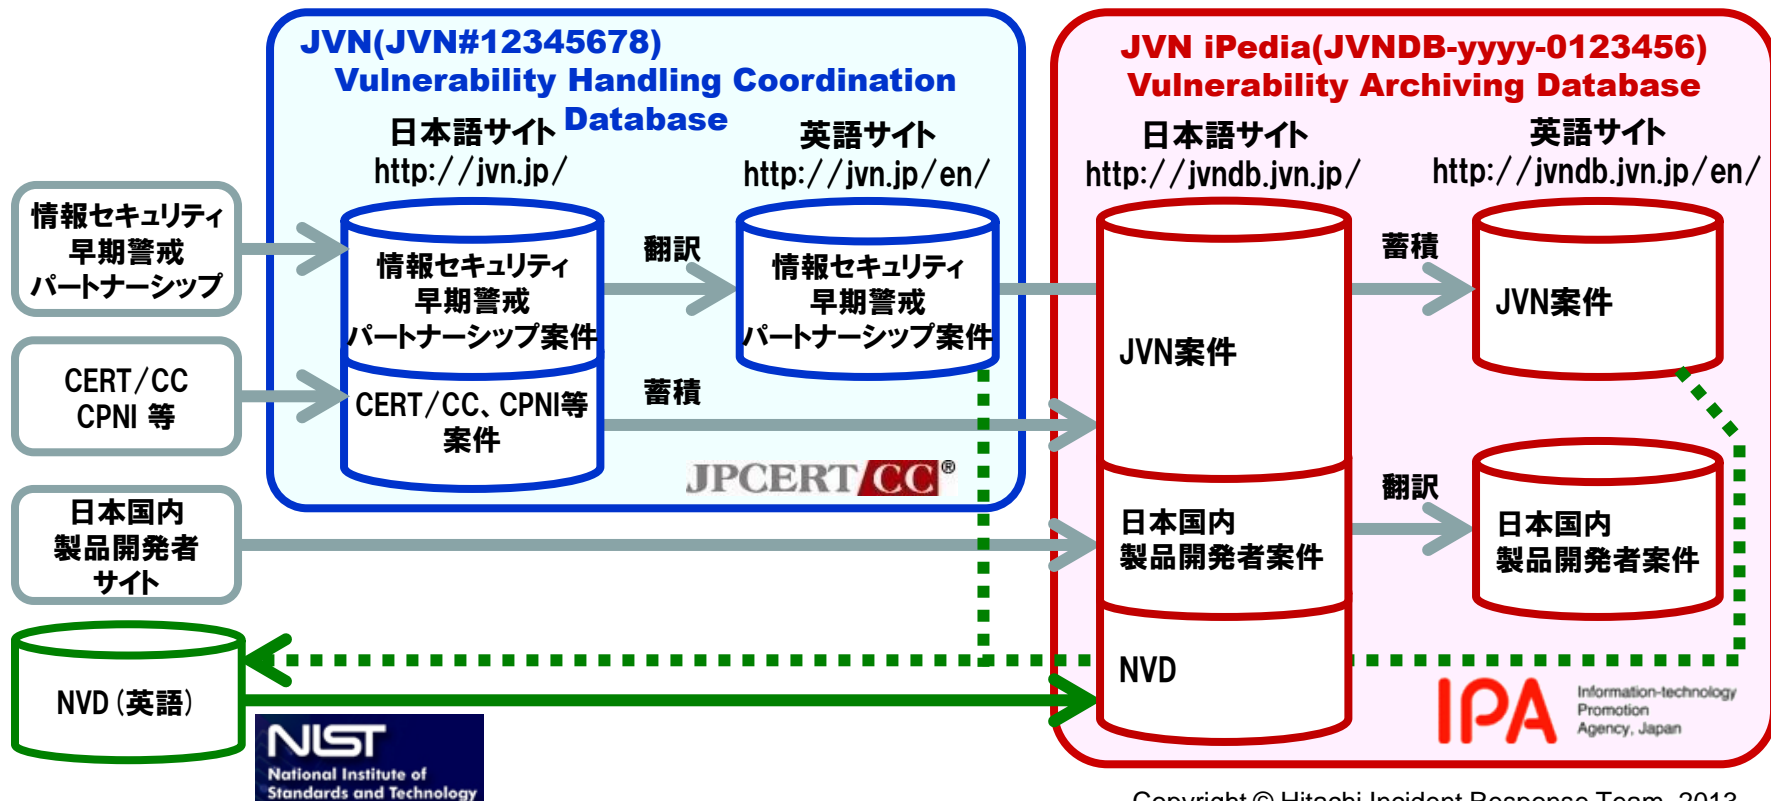 JVN(JVN#12345678)
Vulnerability Handling Coordination
Database
日本語サイト
http://jvn.jp/
英語サイト
http://jvn.jp/en/
JVN iPedia(JVNDB-yyyy-0123456)
Vulnerability Archiving Database
日本語サイト
http://jvndb.jvn.jp/
英語サイト
http://jvndb.jvn.jp/en/
情報セキュリティ
早期警戒
パートナーシップ
情報セキュリティ
早期警戒
パートナーシップ案件
翻訳
情報セキュリティ
早期警戒
パートナーシップ案件
JVN案件
蓄積
JVN案件
CERT/CC
CPNI 等
CERT/CC、CPNI等
案件
蓄積
JPCERT/CC®
日本国内
製品開発者
サイト
日本国内
製品開発者案件
翻訳
日本国内
製品開発者案件
NVD(英語)
NVD
NIST
National Institute of
Standards and Technology
IPA
Information-technology
Promotion
Agency, Japan
Copyright © Hitachi Incident Response Team. 2013